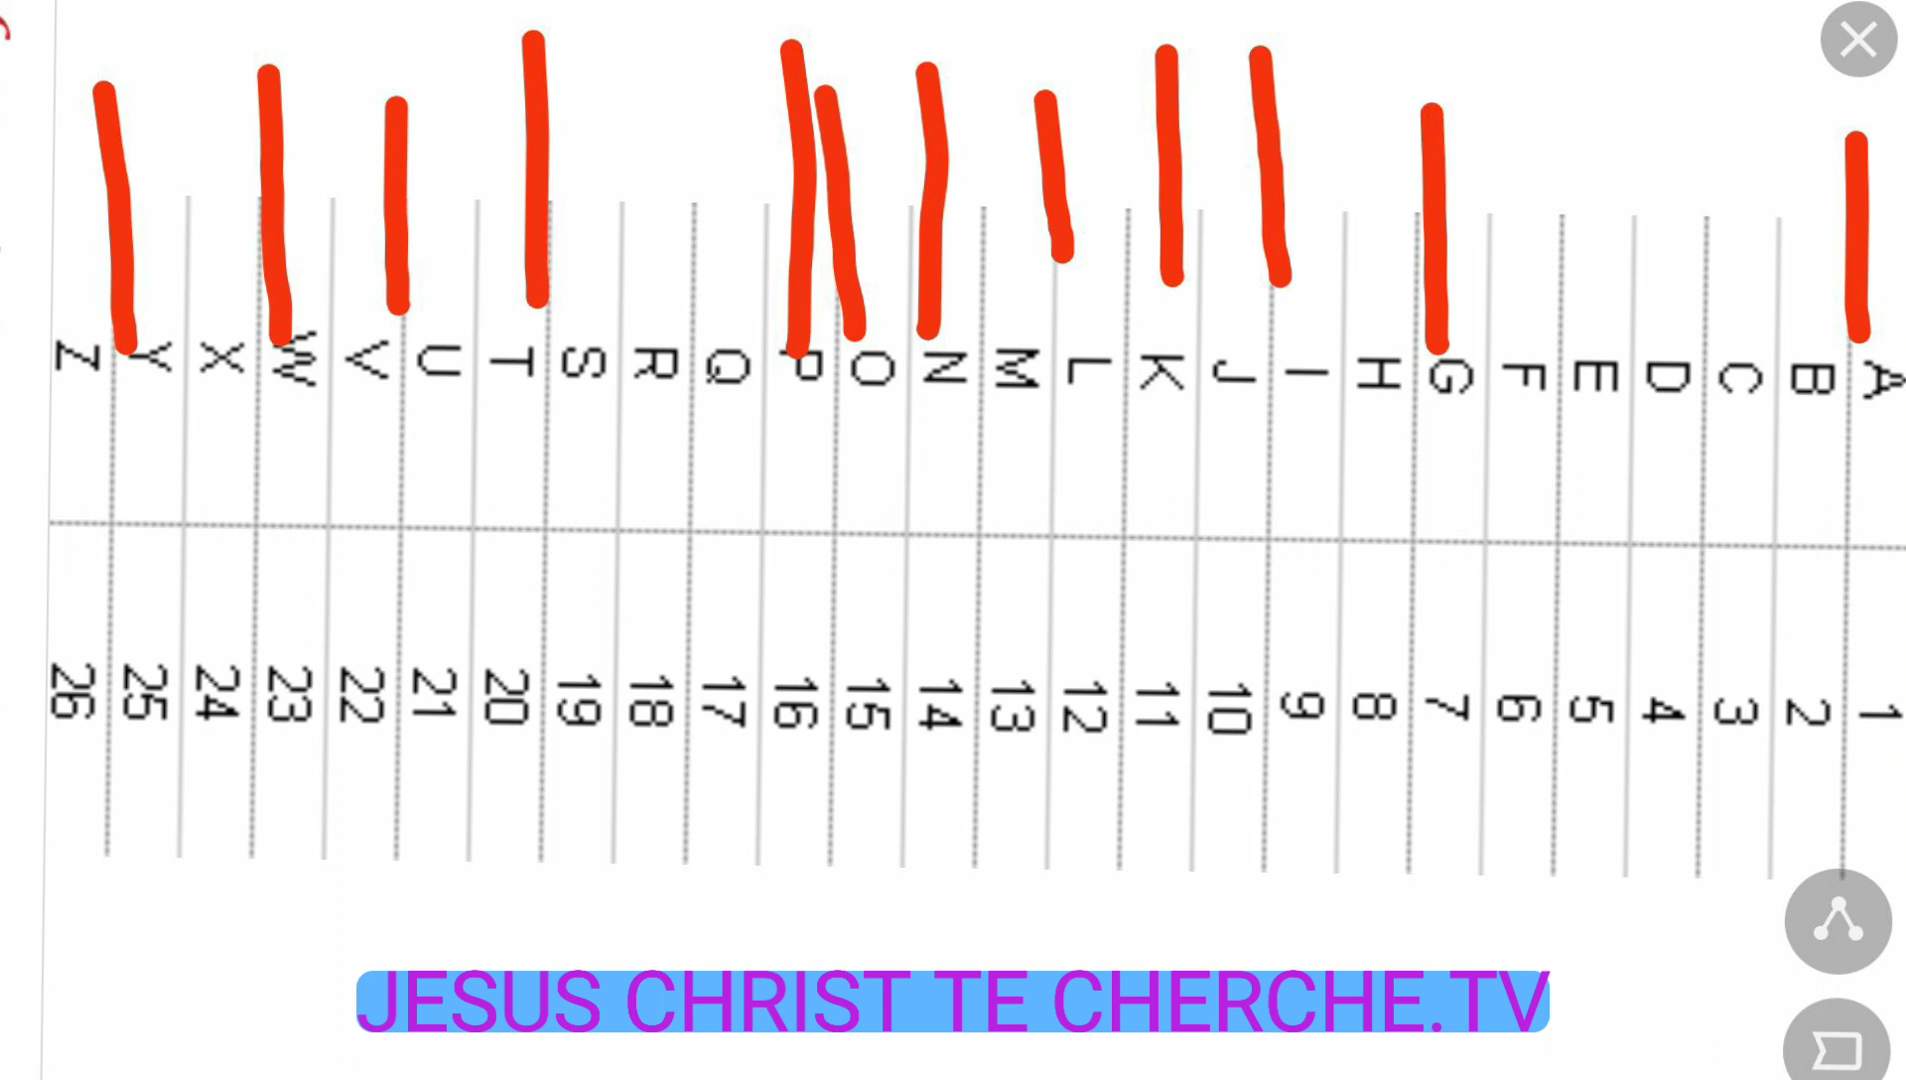 A 1
B 2
C 3
D 4
E 5
F 6
G 7
H 8
I 9
J 10
K 11
L 12
M 13
N 14
O 15
P 16
Q 17
R 18
S 19
T 20
U 21
V 22
W 23
X 24
Y 25
Z 26
JESUS CHRIST TE CHERCHE.TV